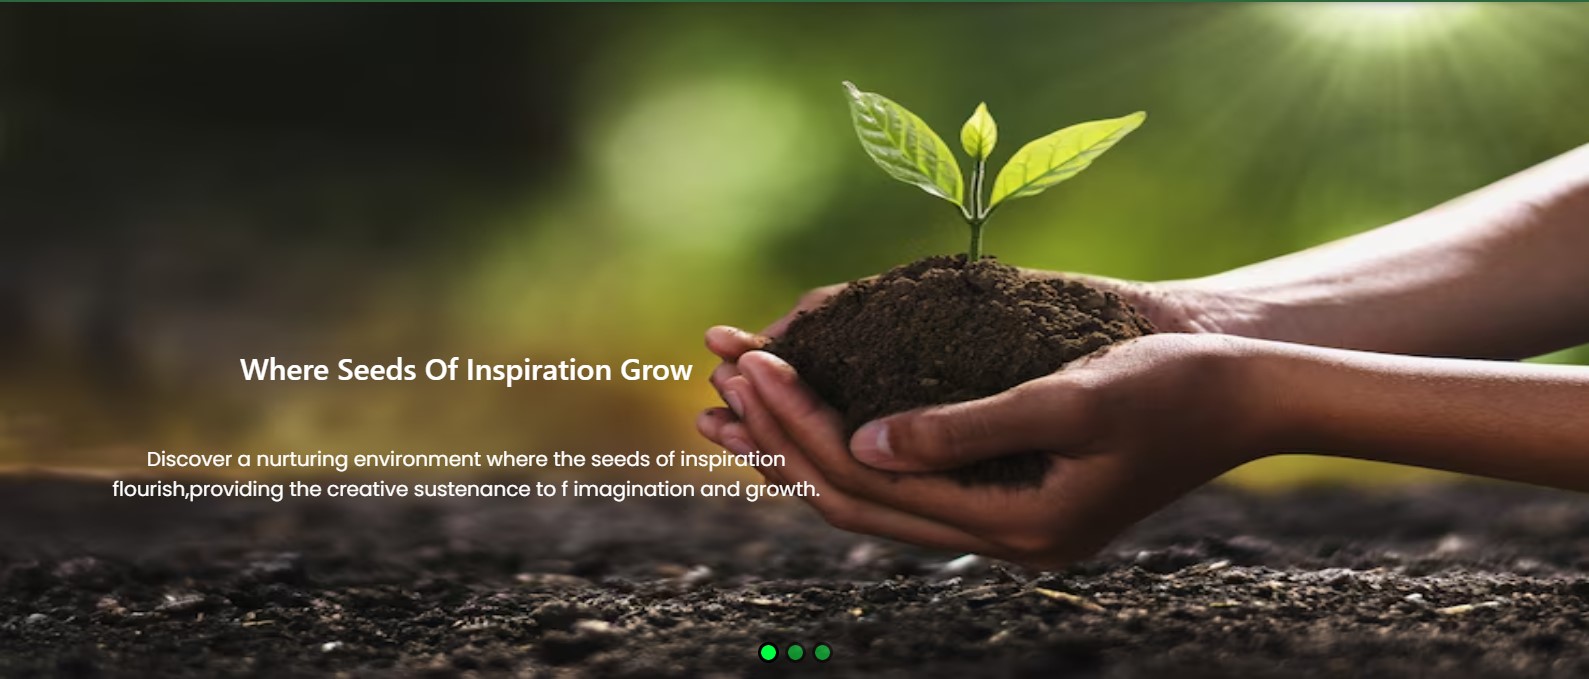 Where Seeds Of Inspiration Grow
Discover a nurturing environment where the seeds of inspiration
flourish,providing the creative sustenance to f imagination and growth.